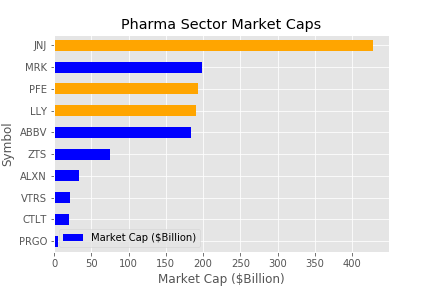 Pharma Sector Market Caps
Symbol
JNJ
MRK
PFE
LLY
ABBV
ZTS
ALXN
VTRS
CTLT
PRGO
Market Cap ($Billion)
0 50 100 150 200 250 300 350 400
Market Cap ($Billion)